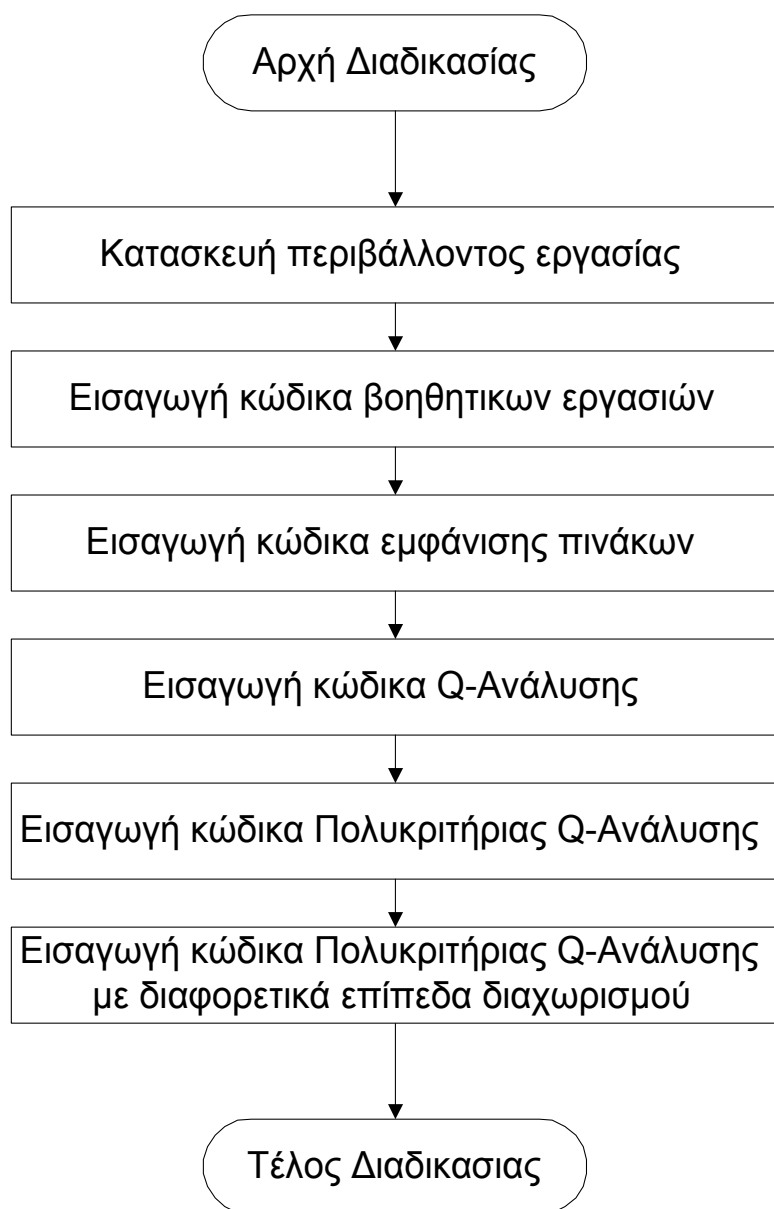 Αρχή Διαδικασίας
Κατασκευή περιβάλλοντος εργασίας
Εισαγωγή κώδικα βοηθητικων εργασιών
Εισαγωγή κώδικα εμφάνισης πινάκων
Εισαγωγή κώδικα Q-Ανάλυσης
Εισαγωγή κώδικα Πολυκριτήριας Q-Ανάλυσης
Εισαγωγή κώδικα Πολυκριτήριας Q-Ανάλυσης
με διαφορετικά επίπεδα διαχωρισμού
Τέλος Διαδικασιας